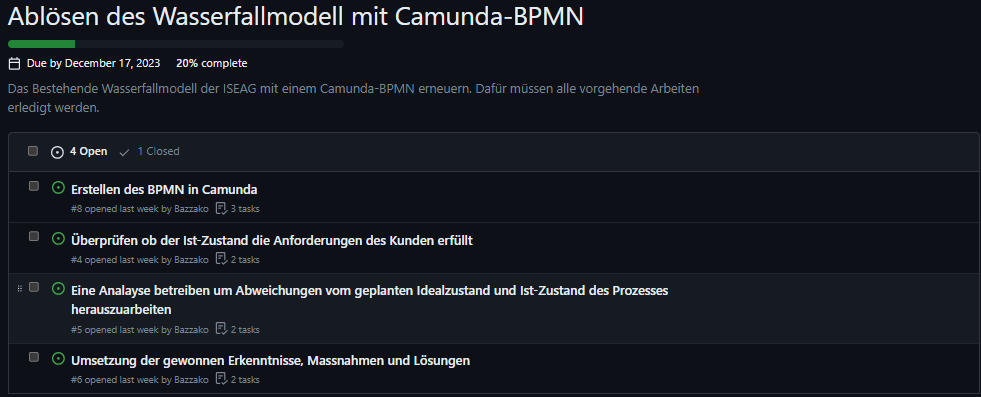 Ablösen des Wasserfallmodell mit Camunda-BPMN
Due by December 17, 2023 20% complete
Das Bestehende Wasserfallmodell der ISEAG mit einem Camunda-BPMN erneuern. Dafür müssen alle vorgehende Arbeiten
erledigt werden.
4 Open 1 Closed
Erstellen des BPMN in Camunda
#8 opened last week by Bazzako 3 tasks
Überprüfen ob der Ist-Zustand die Anforderungen des Kunden erfüllt
#4 opened last week by Bazzako 2 tasks
Eine Analayse betreiben um Abweichungen vom geplanten Idealzustand und Ist-Zustand des Prozesses
herauszuarbeiten
#5 opened last week by Bazzako 2 tasks
Umsetzung der gewonnen Erkenntnisse, Massnahmen und Lösungen
#6 opened last week by Bazzako 2 tasks